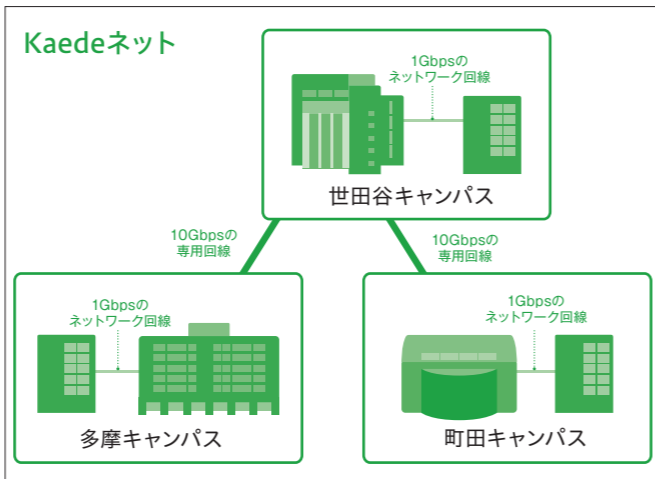 Kaedeネット
1Gbpsの
ネットワーク回線
世田谷キャンパス
10Gbpsの
専用回線
10Gbpsの
専用回線
1Gbpsの
ネットワーク回線
多摩キャンパス
1Gbpsの
ネットワーク回線
町田キャンパス